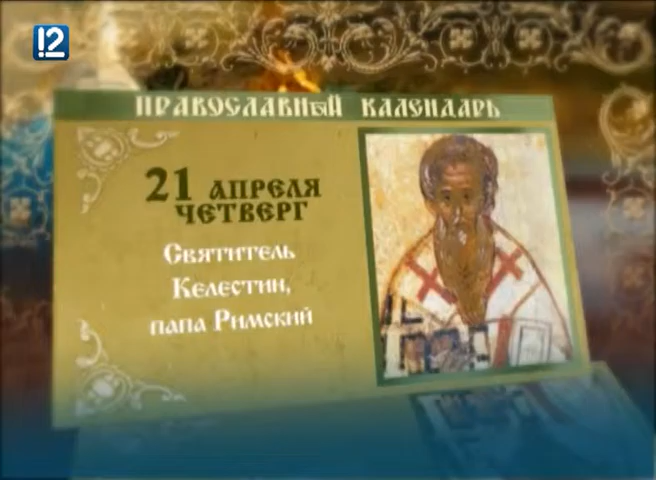 12
ПРАВОСЛАВНЫЙ КАЛЕНДАРЬ
21 АПРЕЛЯ
ЧЕТВЕРГ
Святитель
Келестин,
папа Римский